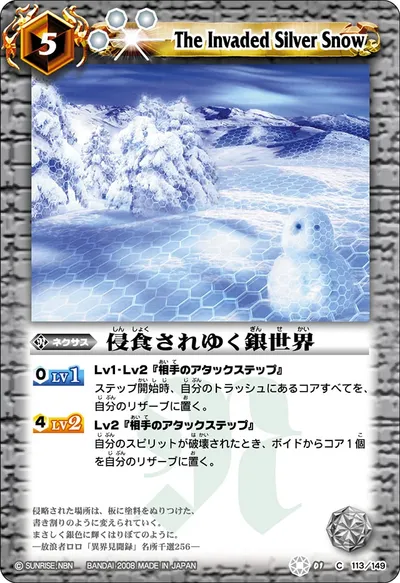 5
The Invaded Silver Snow
ネクサス
侵食されゆく銀世界
0 LV1
Lv1・Lv2『相手のアタックステップ』
ステップ開始時、自分のトラッシュにあるコアすべてを、
自分のリザーブに置く。
4 LV2
Lv2『相手のアタックステップ』
自分のスピリットが破壊されたとき、ボイドからコア1個
を自分のリザーブに置く。
侵略された場所は、板に塗料をぬりつけた、
書き割りのように変えられていく。
まさしく銀色に輝くはりぼてのように。
―放浪者ロロ「異界見聞録」名所千選256―
©SUNRISE,NBN BANDAI 2008 MADE IN JAPAN
01 C 113/149